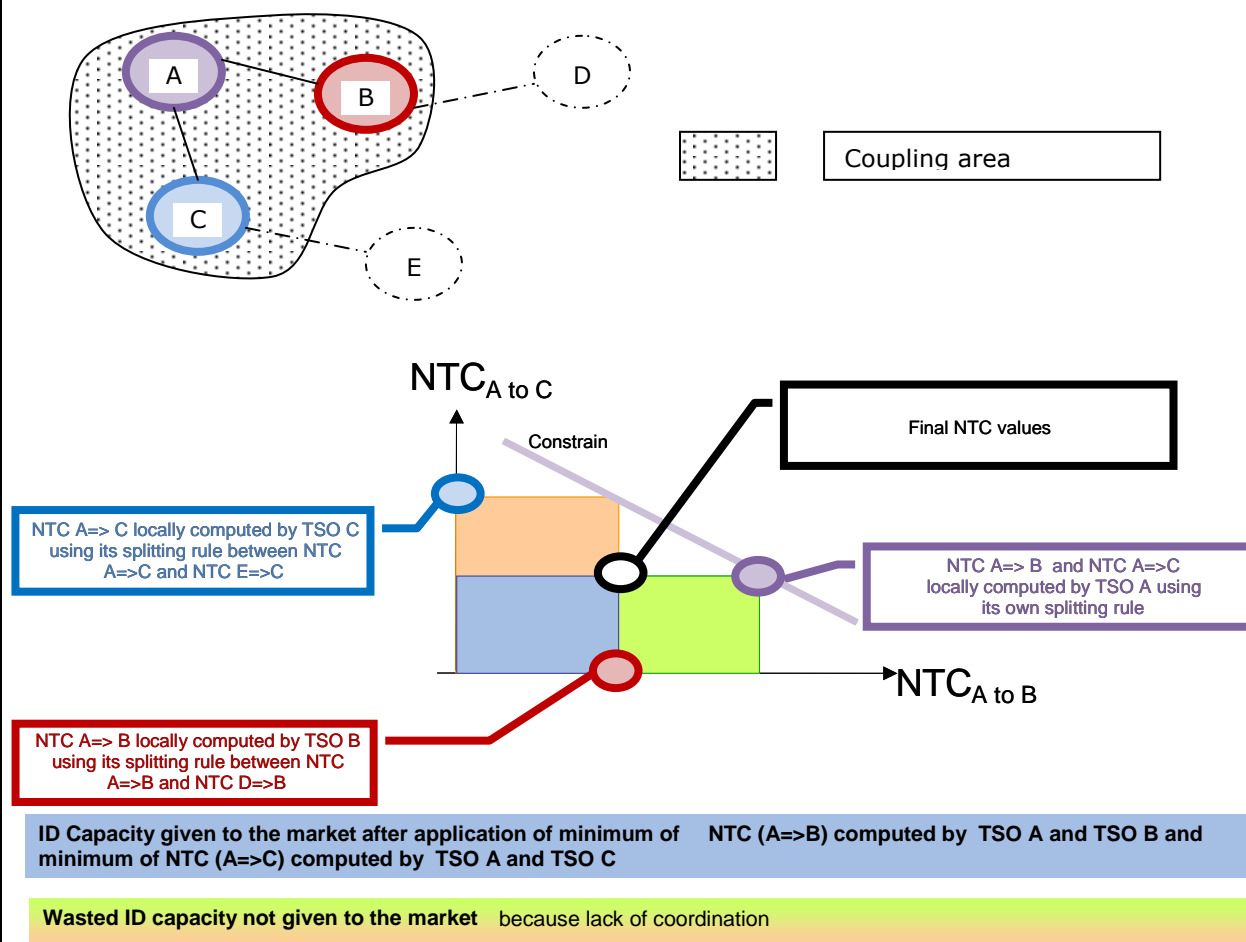 A
B
D
C
E
Coupling area
NTC A to C
Constrain
Final NTC values
NTC A=> C locally computed by TSO C
using its splitting rule between NTC
A=>C and NTC E=>C
NTC A=> B and NTC A=>C
locally computed by TSO A using
its own splitting rule
NTC A to B
NTC A=> B locally computed by TSO B
using its splitting rule between NTC
A=>B and NTC D=>B
ID Capacity given to the market after application of minimum of NTC (A=>B) computed by TSO A and TSO B and
minimum of NTC (A=>C) computed by TSO A and TSO C
Wasted ID capacity not given to the market because lack of coordination